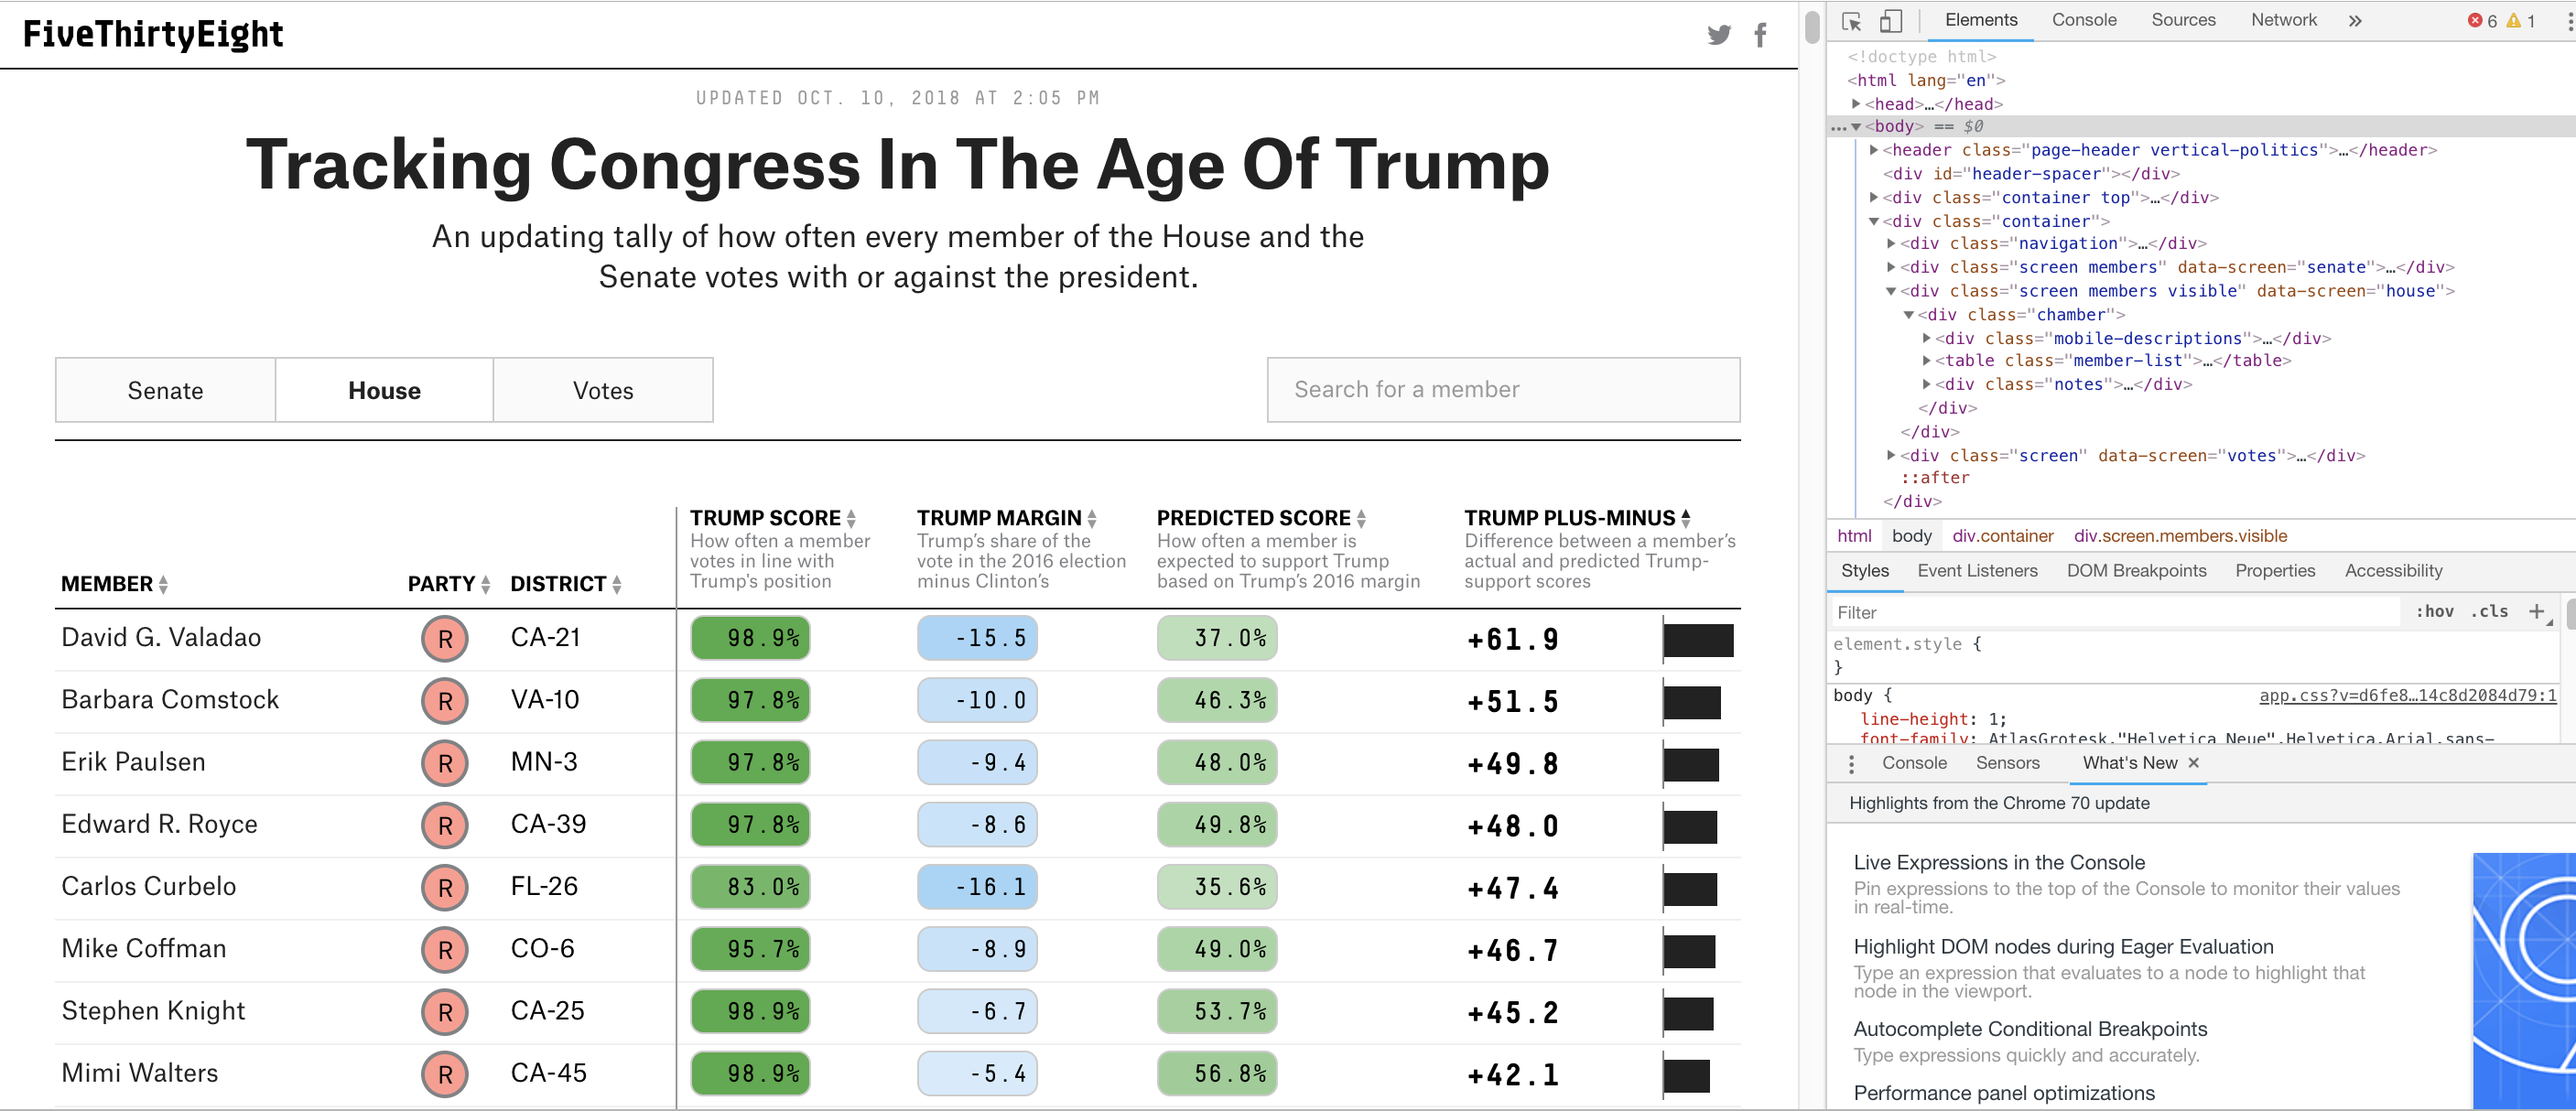 FiveThirtyEight
UPDATED OCT. 10, 2018 AT 2:05 PM
Tracking Congress In The Age Of Trump
An updating tally of how often every member of the House and the
Senate votes with or against the president.
Senate House Votes
Search for a member
MEMBER PARTY DISTRICT
TRUMP SCORE
How often a member
votes in line with
Trump's position
TRUMP MARGIN
Trump’s share of the
vote in the 2016 election
minus Clinton’s
PREDICTED SCORE
How often a member is
expected to support Trump
based on Trump’s 2016 margin
TRUMP PLUS-MINUS
Difference between a member’s
actual and predicted Trump-
support scores
David G. Valadao R CA-21 98.9% -15.5 37.0% +61.9
Barbara Comstock R VA-10 97.8% -10.0 46.3% +51.5
Erik Paulsen R MN-3 97.8% -9.4 48.0% +49.8
Edward R. Royce R CA-39 97.8% -8.6 49.8% +48.0
Carlos Curbelo R FL-26 83.0% -16.1 35.6% +47.4
Mike Coffman R CO-6 95.7% -8.9 49.0% +46.7
Stephen Knight R CA-25 98.9% -6.7 53.7% +45.2
Mimi Walters R CA-45 98.9% -5.4 56.8% +42.1
Elements Console Sources Network » 6 1
<!doctype html>
<html lang="en">
<head>…</head>
…<body> == $0
<header class="page-header vertical-politics">…</header>
<div id="header-spacer"></div>
<div class="container top">…</div>
<div class="container">
<div class="navigation">…</div>
<div class="screen members" data-screen="senate">…</div>
<div class="screen members visible" data-screen="house">
<div class="chamber">
<div class="mobile-descriptions">…</div>
<table class="member-list">…</table>
<div class="notes">…</div>
</div>
</div>
<div class="screen" data-screen="votes">…</div>
::after
</div>
html body div.container div.screen.members.visible
Styles Event Listeners DOM Breakpoints Properties Accessibility
Filter :hov .cls +
element.style {
}
body { app.css?v=d6fe8…14c8d2084d79:1
line-height: 1;
font-family: AtlasGrotesk,"Helvetica Neue",Helvetica,Arial,sans-
Console Sensors What's New ×
Highlights from the Chrome 70 update
Live Expressions in the Console
Pin expressions to the top of the Console to monitor their values
in real-time.
Highlight DOM nodes during Eager Evaluation
Type an expression that evaluates to a node to highlight that
node in the viewport.
Autocomplete Conditional Breakpoints
Type expressions quickly and accurately.
Performance panel optimizations